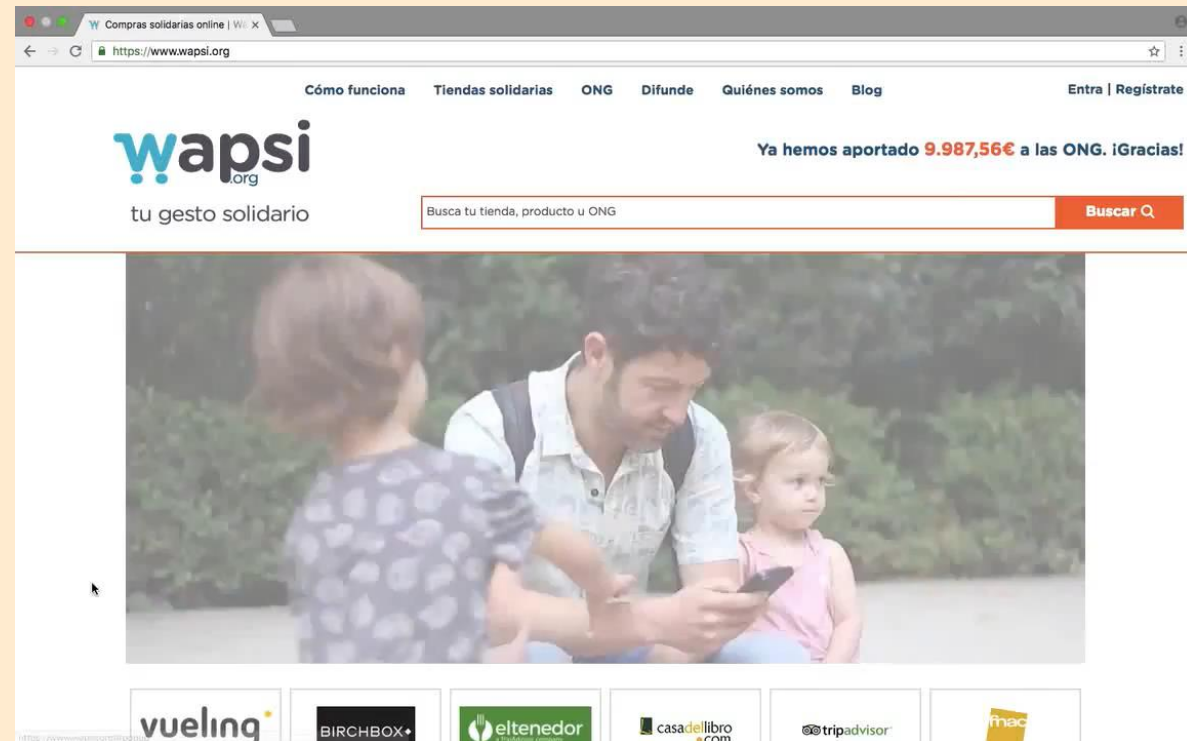 Compras solidarias online | W
https://www.wapsi.org
Cómo funciona Tiendas solidarias ONG Difunde Quiénes somos Blog Entra | Regístrate
wapsi
.org
tu gesto solidario
Ya hemos aportado 9.987,56€ a las ONG. ¡Gracias!
Busca tu tienda, producto u ONG
Buscar
vueling
BIRCHBOX
eltenedor
casadellibro
.com
tripadvisor
fnac